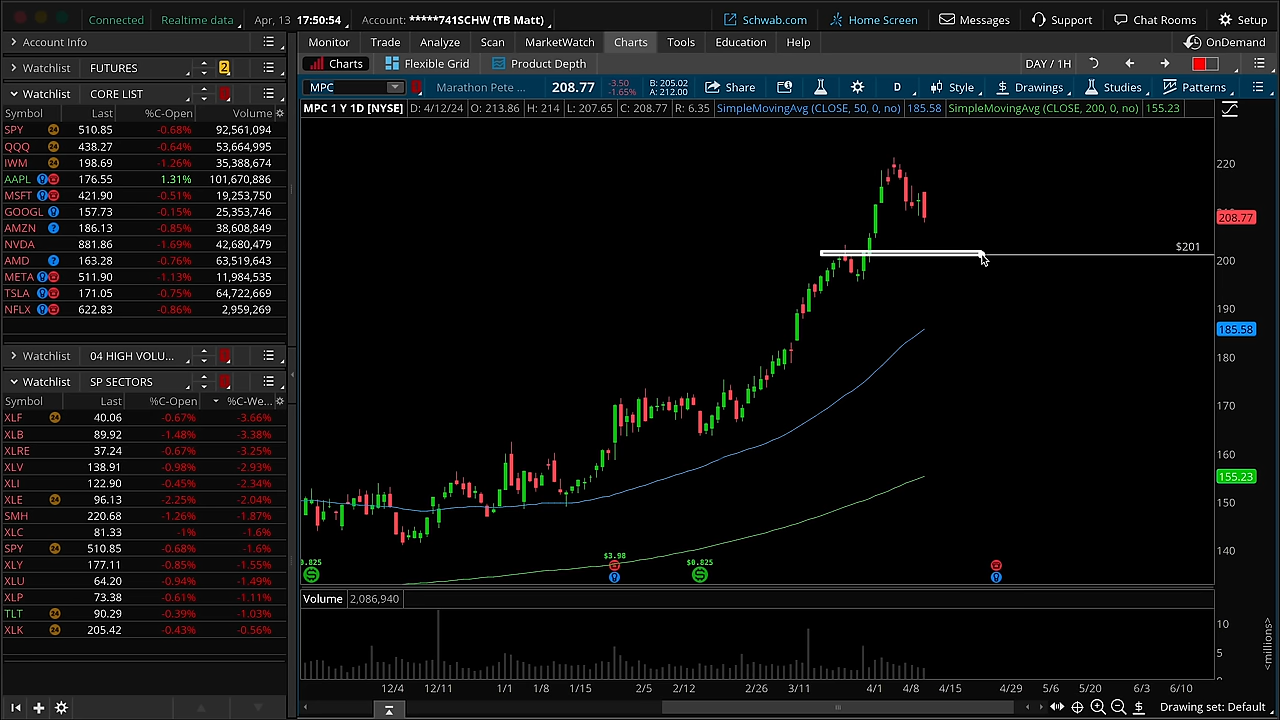 Connected Realtime data Apr, 13 17:50:54 Account: *****741SCHW (TB Matt) Schwab.com Home Screen Messages Support Chat Rooms Setup
Account Info
Monitor Trade Analyze Scan MarketWatch Charts Tools Education Help OnDemand
Watchlist FUTURES 2
Charts Flexible Grid Product Depth DAY / 1H
Watchlist CORE LIST
MPC Marathon Pete ... 208.77 -3.50 -1.65% B: 205.02 A: 212.00 Share D Style Drawings Studies Patterns
MPC 1 Y 1D [NYSE] D: 4/12/24 O: 213.86 H: 214 L: 207.65 C: 208.77 R: 6.35 SimpleMovingAvg (CLOSE, 50, 0, no) 185.58 SimpleMovingAvg (CLOSE, 200, 0, no) 155.23
Symbol Last %C-Open Volume
SPY 24 510.85 -0.68% 92,561,094
QQQ 24 438.27 -0.64% 53,664,995
IWM 24 198.69 -1.26% 35,388,674
AAPL 176.55 1.31% 101,670,886
MSFT 421.90 -0.51% 19,253,750
GOOGL 157.73 -0.15% 25,353,746
AMZN 186.13 -0.85% 38,608,849
NVDA 881.86 -1.69% 42,680,479
AMD 163.28 -0.76% 63,519,643
META 511.90 -1.13% 11,984,535
TSLA 171.05 -0.75% 64,722,669
NFLX 622.83 -0.86% 2,959,269
220
208.77
$201
200
190
185.58
180
170
160
155.23
150
140
Watchlist 04 HIGH VOLU...
Watchlist SP SECTORS
Symbol Last %C-Open %C-We...
XLF 24 40.06 -0.67% -3.66%
XLB 89.92 -1.48% -3.38%
XLRE 37.24 -0.67% -3.25%
XLV 138.91 -0.98% -2.93%
XLI 122.90 -0.45% -2.34%
XLE 24 96.13 -2.25% -2.04%
SMH 220.68 -1.26% -1.87%
XLC 81.33 -1% -1.6%
SPY 24 510.85 -0.68% -1.6%
XLY 177.11 -0.85% -1.55%
XLU 64.20 -0.94% -1.49%
XLP 73.38 -0.61% -1.11%
TLT 24 90.29 -0.39% -1.03%
XLK 24 205.42 -0.43% -0.56%
0.825 $3.98 $0.825
Volume 2,086,940
10
5
<millions>
12/4 12/11 1/1 1/8 1/15 2/5 2/12 2/26 3/11 4/1 4/8 4/15 4/29 5/6 5/20 6/3 6/10
Drawing set: Default